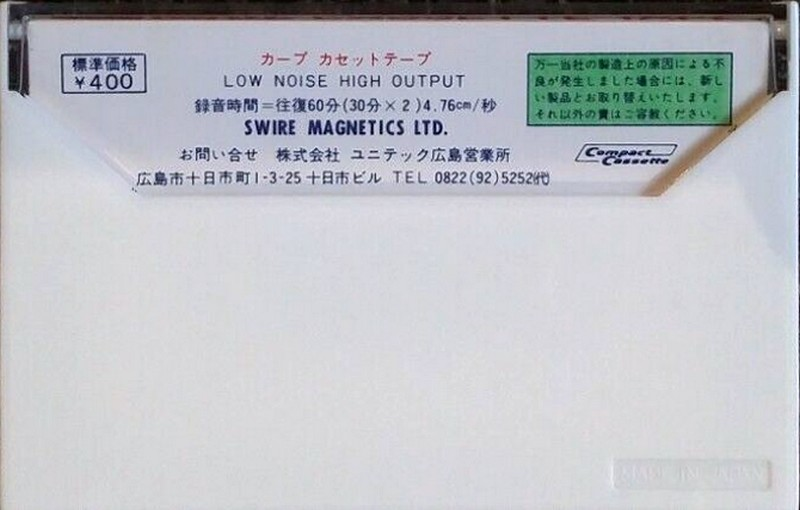 標準価格
¥400
カープ カセットテープ
LOW NOISE HIGH OUTPUT
録音時間=往復60分(30分×2)4.76cm/秒
SWIRE MAGNETICS LTD.
お問い合せ 株式会社 ユニテック広島営業所
広島市十日市町1-3-25 十日市ビル TEL 0822(92)5252代
万一当社の製造上の原因による不
良が発生しました場合には、新し
い製品とお取り替えいたします。
それ以外の責はご容赦ください。
Compact
Cassette
MADE IN JAPAN